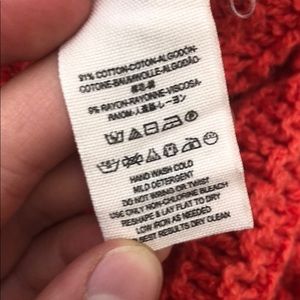 91% COTTON-COTON-ALGODÓN-
COTONE-BAUMWOLLE-ALGODÃO-
9% RAYON-RAYONNE-VISCOSA-
HAND WASH COLD
MILD DETERGENT
DO NOT WRING OR TWIST
USE ONLY NON-CHLORINE BLEACH
RESHAPE & LAY FLAT TO DRY
LOW IRON AS NEEDED
BEST RESULTS DRY CLEAN